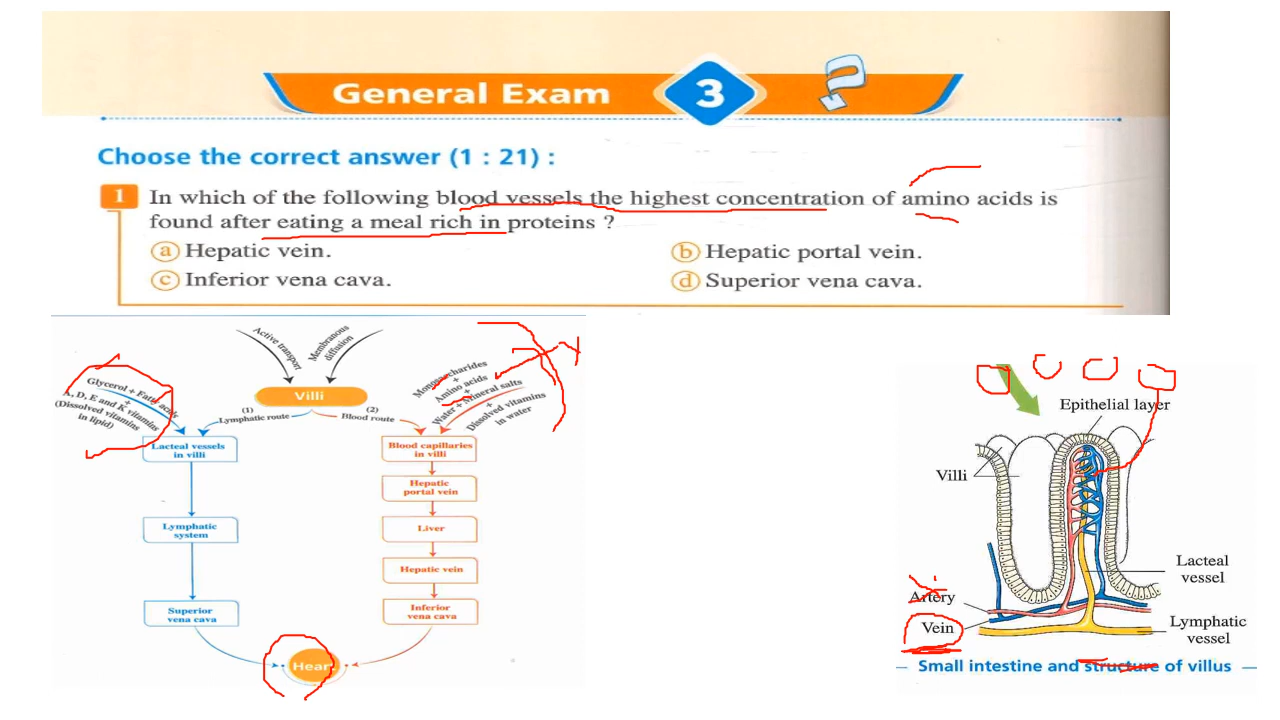 General Exam 3
Choose the correct answer (1 : 21) :
1 In which of the following blood vessels the highest concentration of amino acids is
found after eating a meal rich in proteins ?
a Hepatic vein.
b Hepatic portal vein.
c Inferior vena cava.
d Superior vena cava.
Active transport
Membranous
diffusion
Glycerol + Fatty acids
+
A, D, E and K vitamins
(Dissolved vitamins
in lipid)
Villi
Monosaccharides
+
Amino acids
+
Water + Mineral salts
+
Dissolved vitamins
in water
(1)
Lymphatic route
(2)
Blood route
Lacteal vessels
in villi
Lymphatic
system
Superior
vena cava
Blood capillaries
in villi
Hepatic
portal vein
Liver
Hepatic vein
Inferior
vena cava
Heart
Epithelial layer
Villi
Lacteal
vessel
Artery
Vein
Lymphatic
vessel
Small intestine and structure of villus